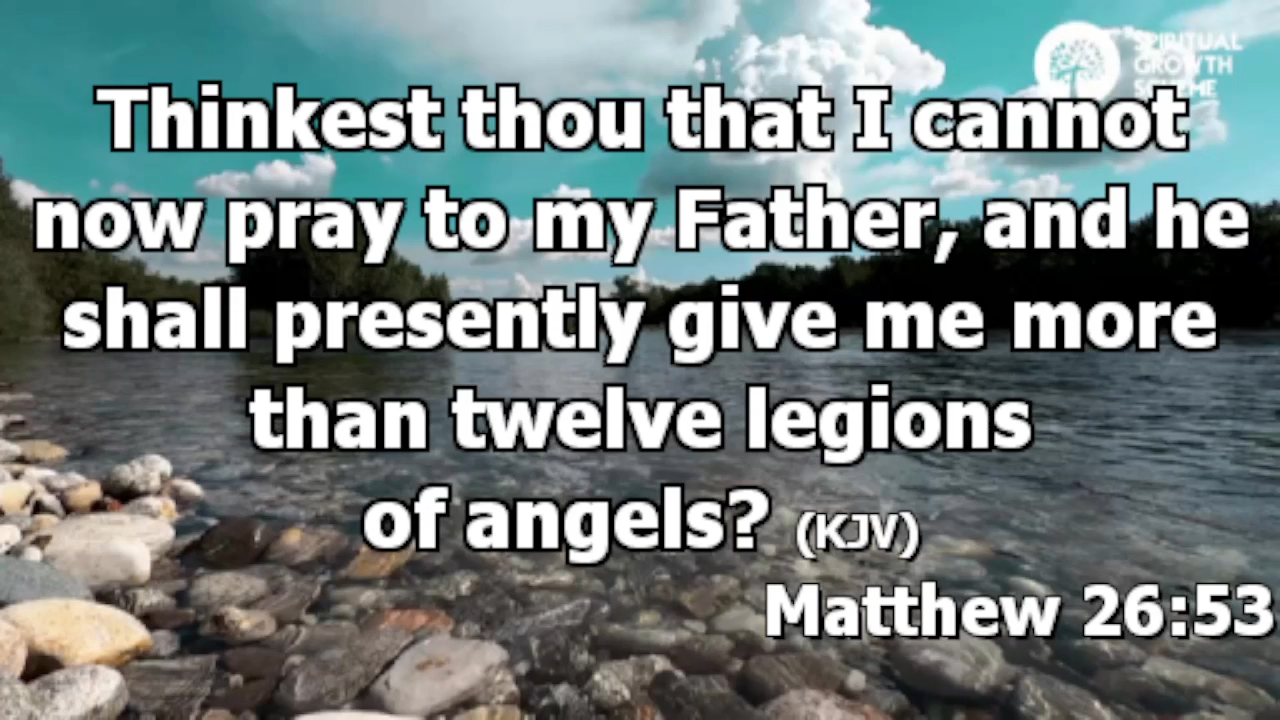 SPIRITUAL
GROWTH
Thinkest thou that I cannot
now pray to my Father, and he
shall presently give me more
than twelve legions
of angels? (KJV)
Matthew 26:53